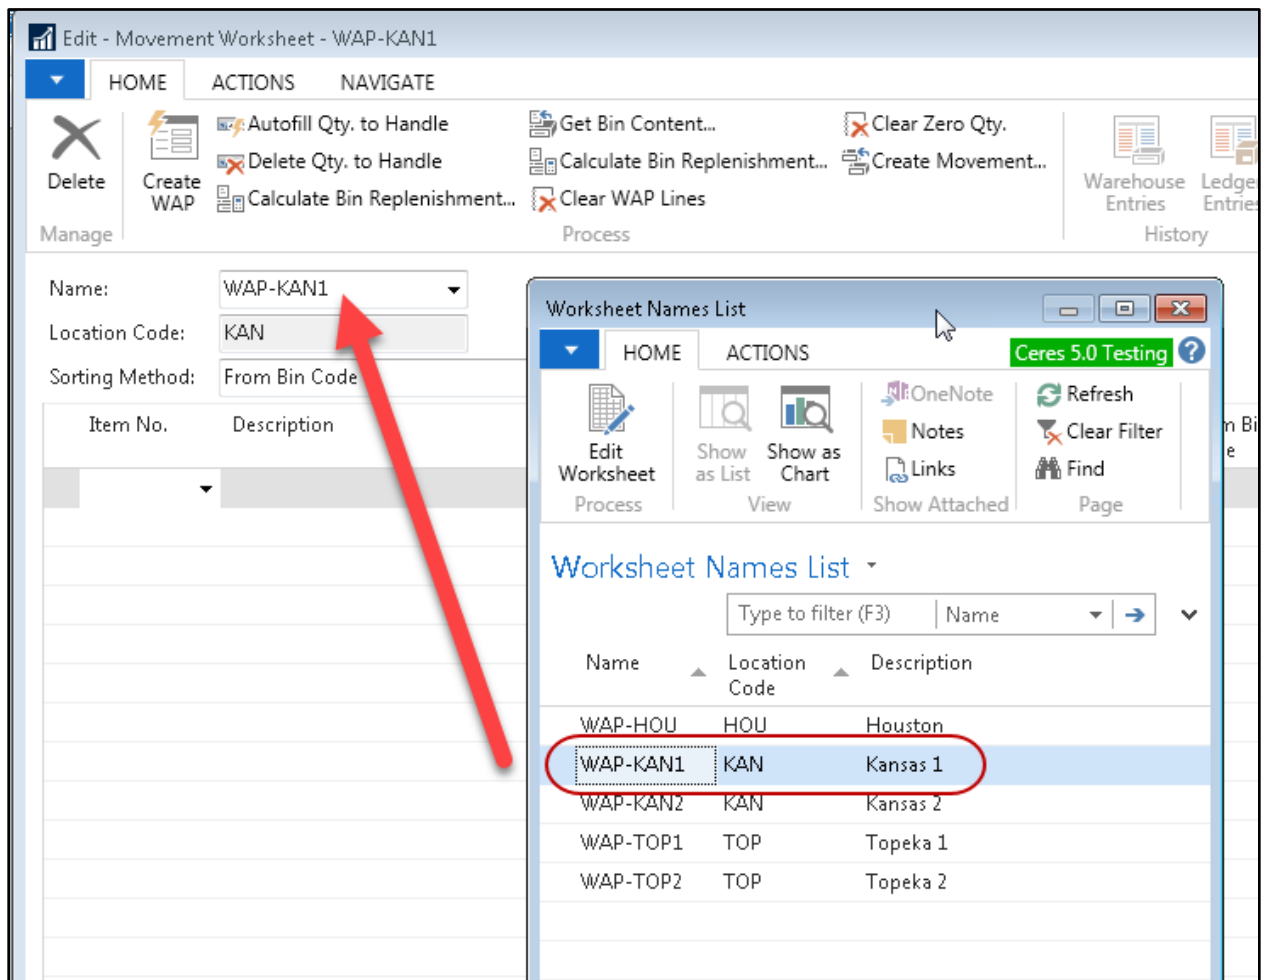 Edit - Movement Worksheet - WAP-KAN1
HOME ACTIONS NAVIGATE
Delete
Create WAP
Autofill Qty. to Handle
Delete Qty. to Handle
Calculate Bin Replenishment...
Get Bin Content...
Calculate Bin Replenishment...
Clear WAP Lines
Clear Zero Qty.
Create Movement...
Warehouse Entries
Ledge
Entries
Manage
Process
History
Name: WAP-KAN1
Location Code: KAN
Sorting Method: From Bin Code
Item No. Description
n Bi
e
Worksheet Names List
HOME ACTIONS
Ceres 5.0 Testing
Edit Worksheet
Show as List
Show as Chart
OneNote
Notes
Links
Refresh
Clear Filter
Find
Process
View
Show Attached
Page
Worksheet Names List
Type to filter (F3) Name
Name Location Code Description
WAP-HOU HOU Houston
WAP-KAN1 KAN Kansas 1
WAP-KAN2 KAN Kansas 2
WAP-TOP1 TOP Topeka 1
WAP-TOP2 TOP Topeka 2